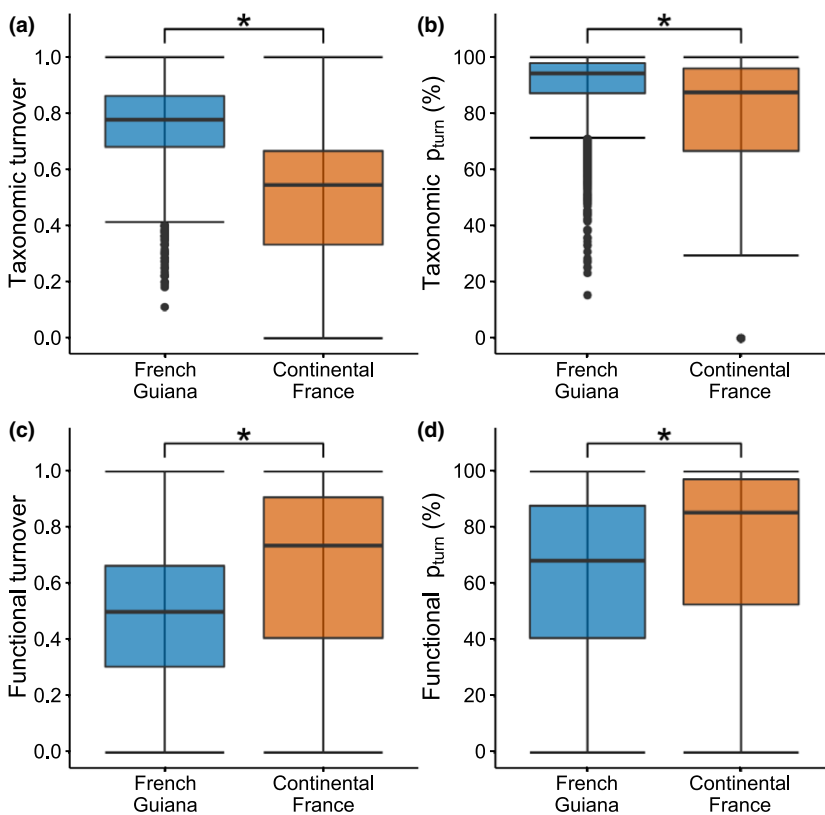 (a)
*
Taxonomic turnover
1.0
0.8
0.6
0.4
0.2
0.0
French
Guiana
Continental
France
(b)
*
Taxonomic pturn (%)
100
80
60
40
20
0
French
Guiana
Continental
France
(c)
*
Functional turnover
1.0
0.8
0.6
0.4
0.2
0.0
French
Guiana
Continental
France
(d)
*
Functional pturn (%)
100
80
60
40
20
0
French
Guiana
Continental
France